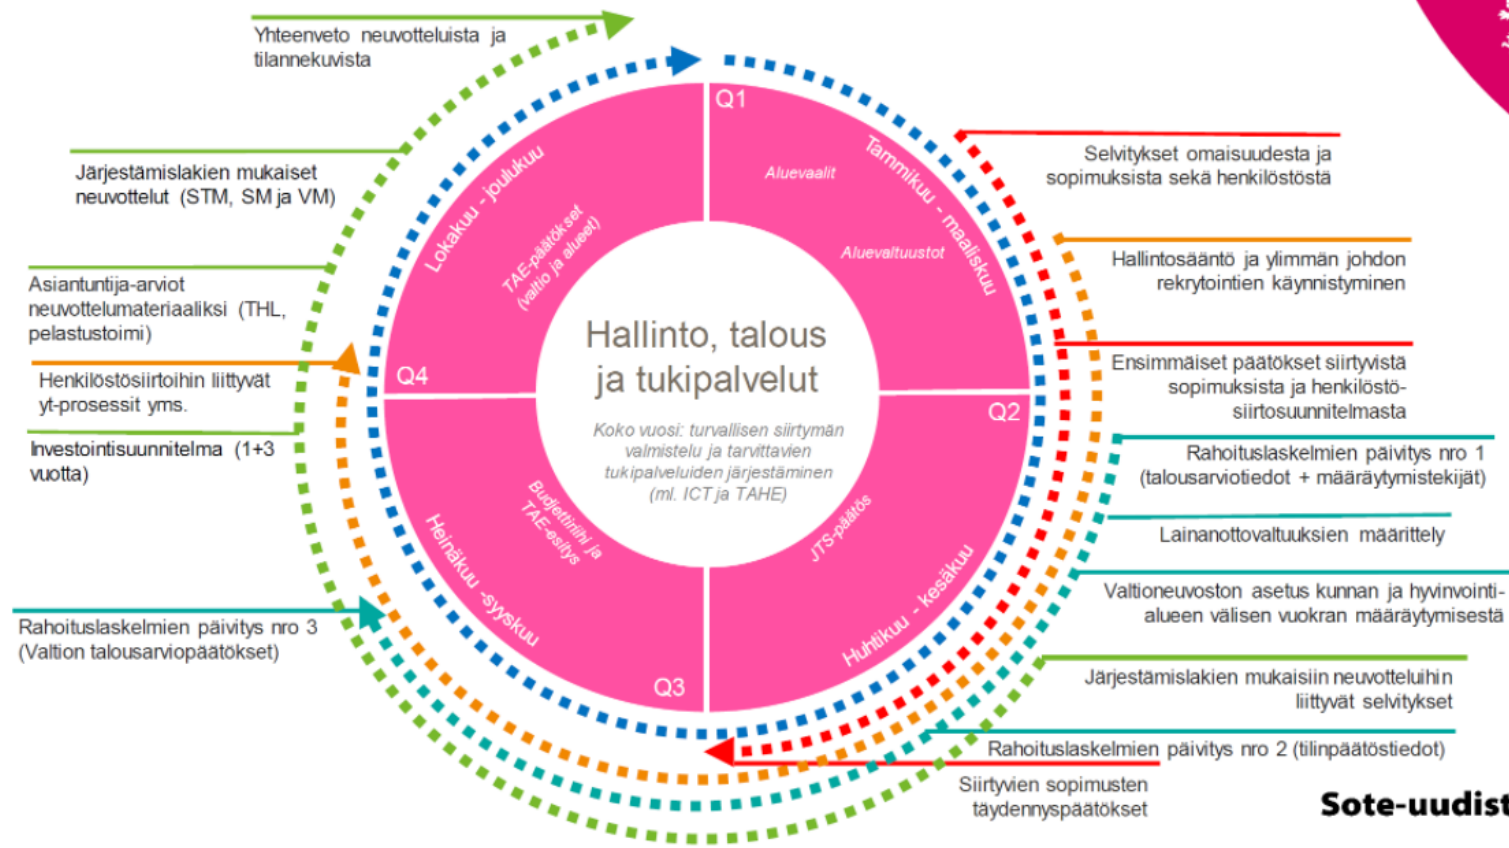 Yhteenveto neuvotteluista ja
tilannekuvista
Järjestämislakien mukaiset
neuvottelut (STM, SM ja VM)
Asiantuntija-arviot
neuvottelumateriaaliksi (THL,
pelastustoimi)
Henkilöstösiirtoihin liittyvät
yt-prosessit yms.
Investointisuunnitelma (1+3
vuotta)
Rahoituslaskelmien päivitys nro 3
(Valtion talousarviopäätökset)
Q1
Tammikuu - maaliskuu
Aluevaalit
Aluevaltuustot
Q2
Huhtikuu - kesäkuu
JTS-päätös
Q3
Heinäkuu -syyskuu
Budjettiriihi ja
TAE-esitys
Q4
Lokakuu - joulukuu
TAE-päätökset
(valtio ja alueet)
Hallinto, talous
ja tukipalvelut
Koko vuosi: turvallisen siirtymän
valmistelu ja tarvittavien
tukipalveluiden järjestäminen
(ml. ICT ja TAHE)
Selvitykset omaisuudesta ja
sopimuksista sekä henkilöstöstä
Hallintosääntö ja ylimmän johdon
rekrytointien käynnistyminen
Ensimmäiset päätökset siirtyvistä
sopimuksista ja henkilöstö-
siirtosuunnitelmasta
Rahoituslaskelmien päivitys nro 1
(talousarviotiedot + määräytymistekijät)
Lainanottovaltuuksien määrittely
Valtioneuvoston asetus kunnan ja hyvinvointi-
alueen välisen vuokran määräytymisestä
Järjestämislakien mukaisiin neuvotteluihin
liittyvät selvitykset
Rahoituslaskelmien päivitys nro 2 (tilinpäätöstiedot)
Siirtyvien sopimusten
täydennyspäätökset
Sote-uudist